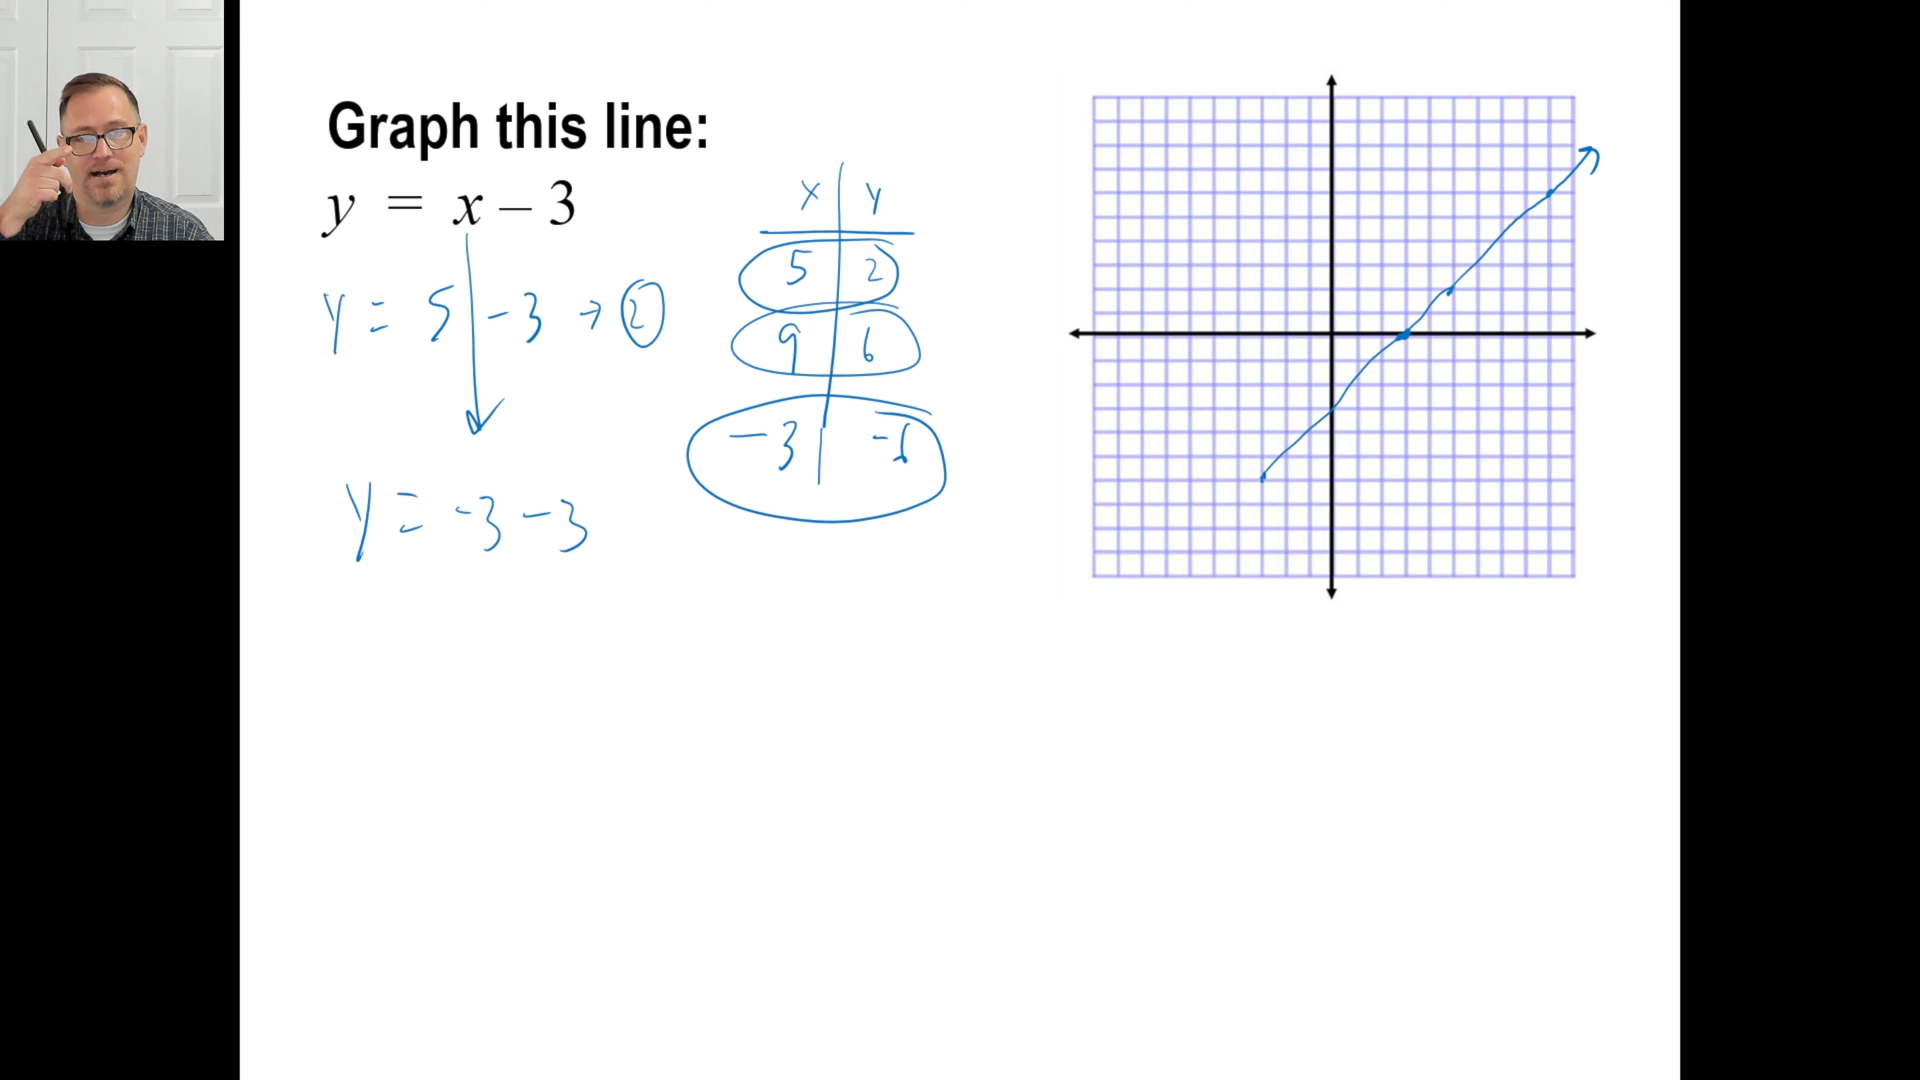 Graph this line:
y = x – 3
y = 5 - 3 → 2
y = -3 - 3
x y
5 2
9 6
-3 -6